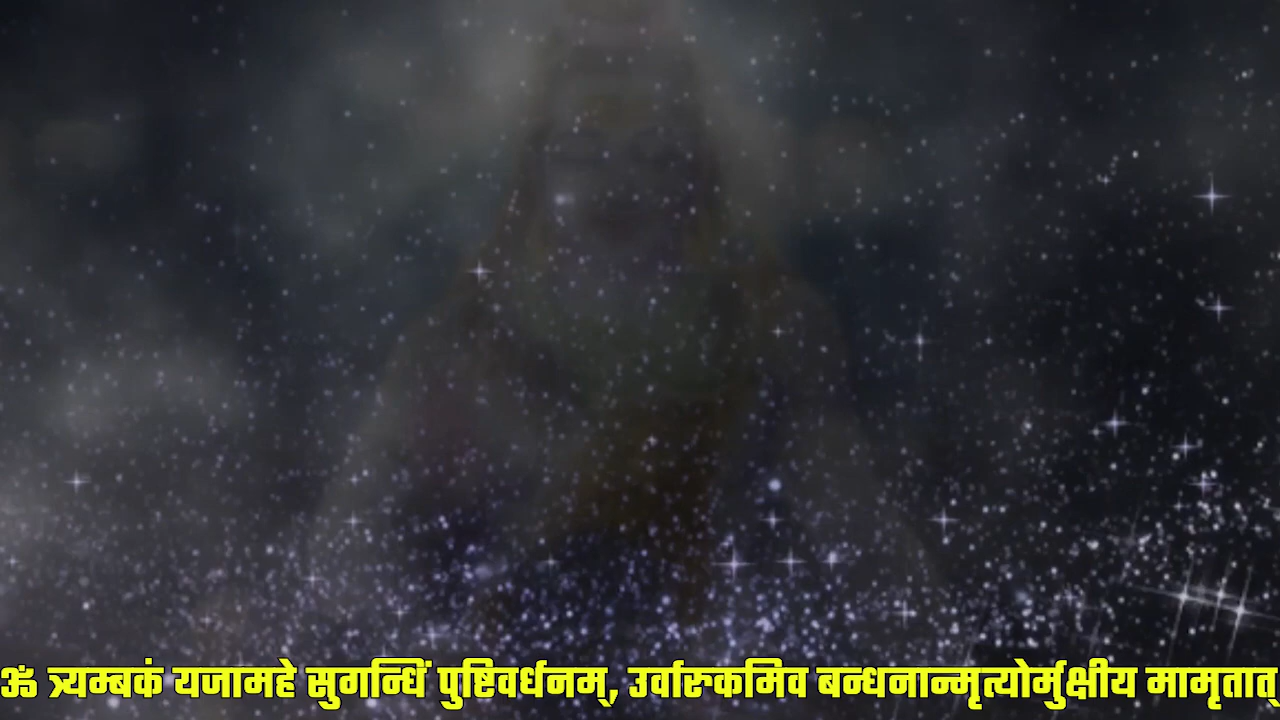 ॐ त्र्यम्बकं यजामहे सुगन्धिं पुष्टिवर्धनम्, उर्वारुकमिव बन्धनान्मृत्योर्मुक्षीय मामृतात्